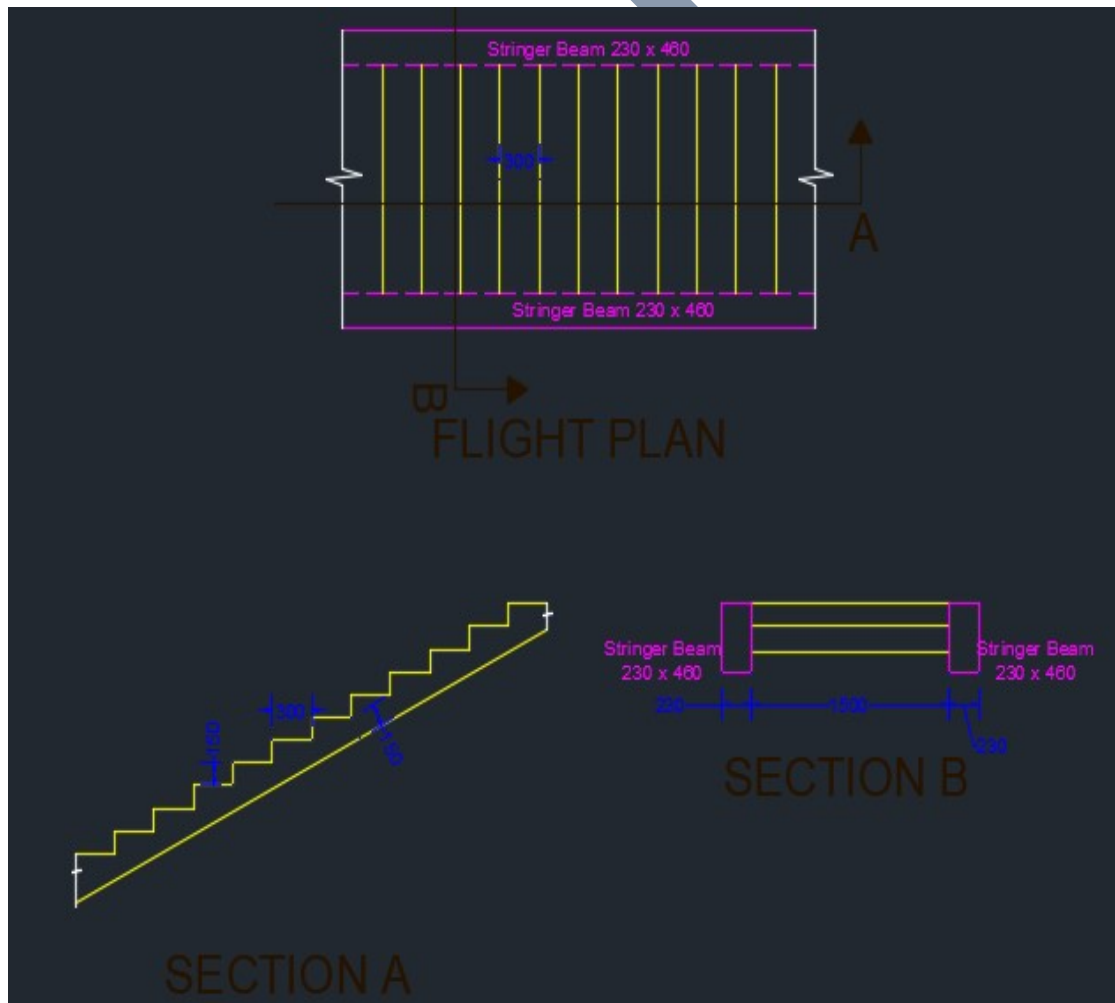 Stringer Beam 230 x 460
300
A
Stringer Beam 230 x 460
B
FLIGHT PLAN
300
150
150
Stringer Beam
230 x 460
Stringer Beam
230 x 460
230
1500
230
SECTION B
SECTION A